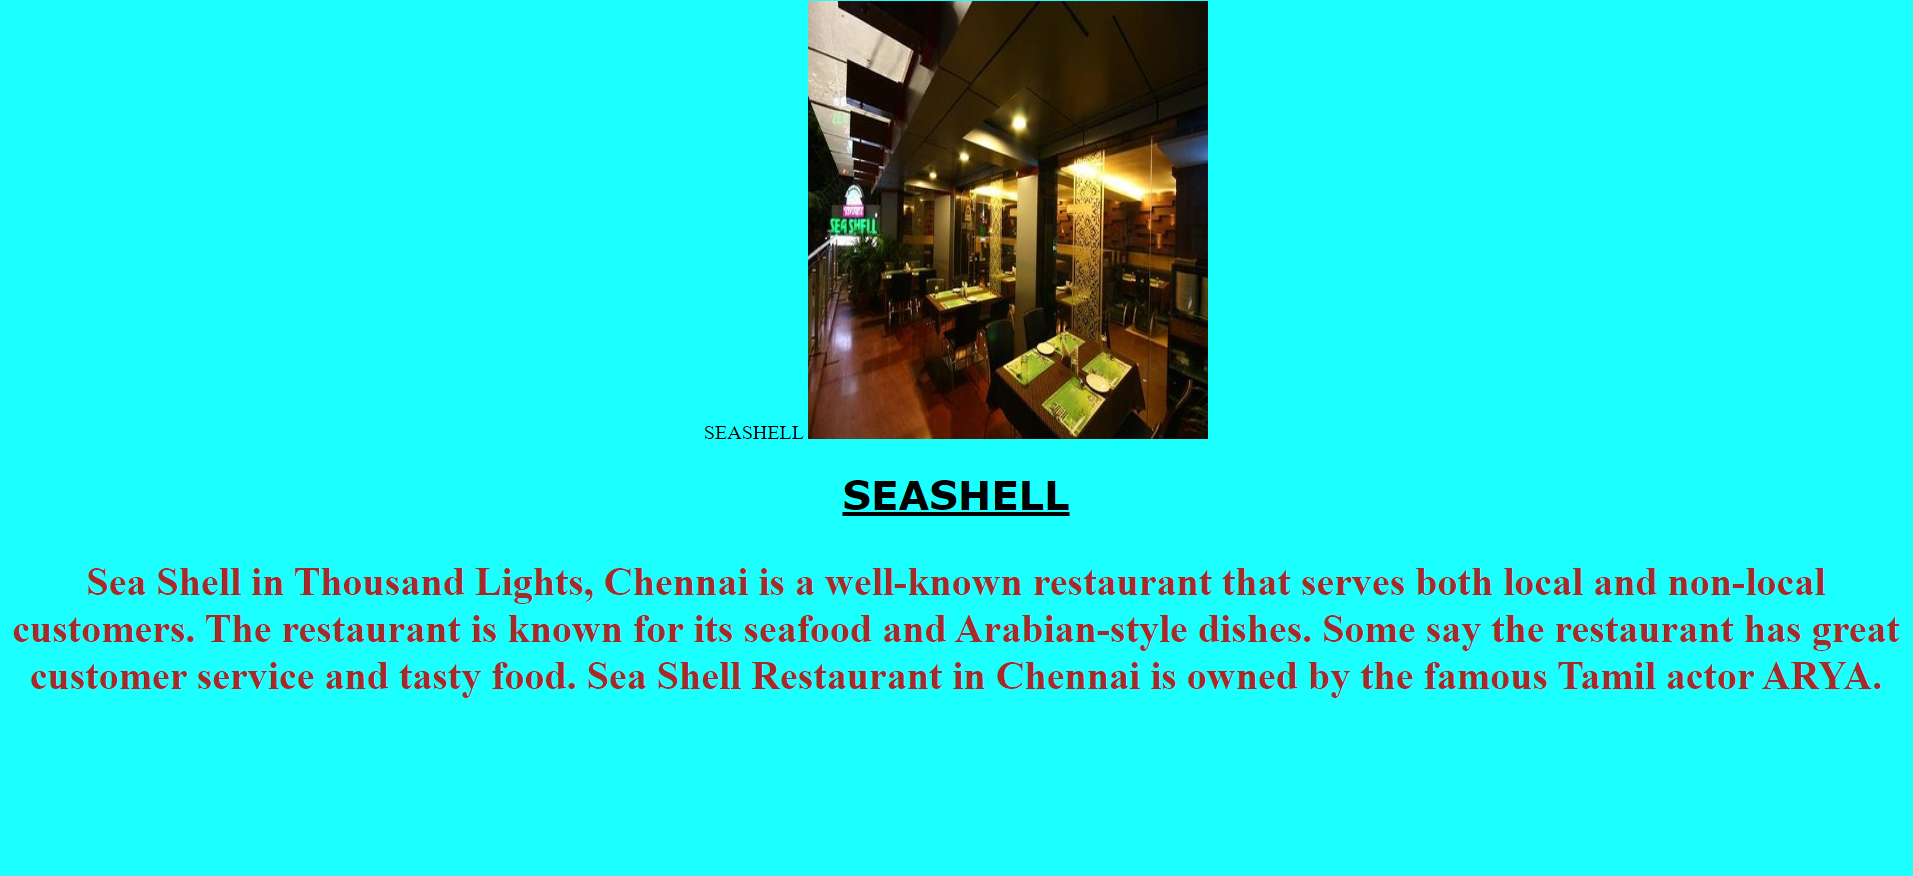 SEA SHELL
SEASHELL
SEASHELL
Sea Shell in Thousand Lights, Chennai is a well-known restaurant that serves both local and non-local
customers. The restaurant is known for its seafood and Arabian-style dishes. Some say the restaurant has great
customer service and tasty food. Sea Shell Restaurant in Chennai is owned by the famous Tamil actor ARYA.